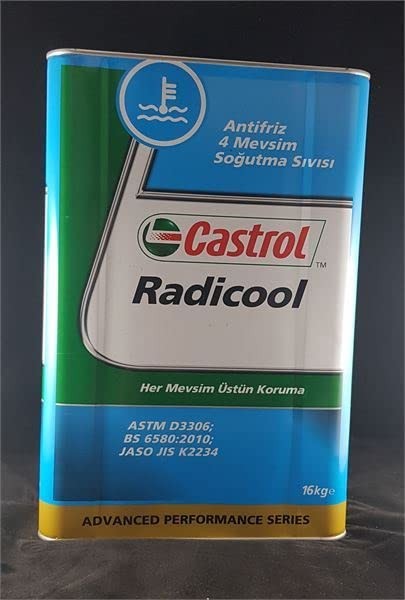 Antifriz
4 Mevsim
Soğutma Sıvısı
Castrol
TM
Radicool
Her Mevsim Üstün Koruma
ASTM D3306;
BS 6580:2010;
JASO JIS K2234
16kg℮
ADVANCED PERFORMANCE SERIES